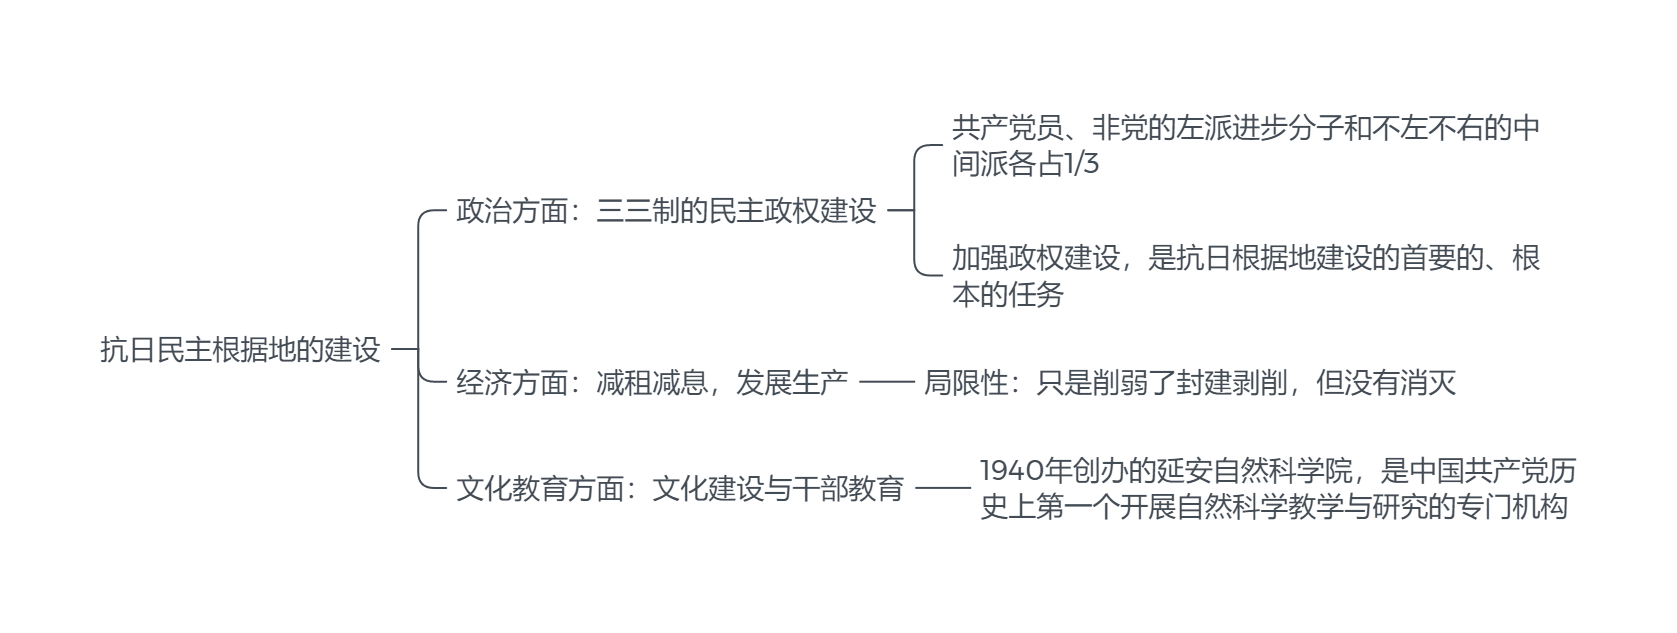 共产党员、非党的左派进步分子和不左不右的中
间派各占1/3
政治方面：三三制的民主政权建设
加强政权建设，是抗日根据地建设的首要的、根
本的任务
抗日民主根据地的建设
经济方面：减租减息，发展生产
局限性：只是削弱了封建剥削，但没有消灭
文化教育方面：文化建设与干部教育
1940年创办的延安自然科学院，是中国共产党历
史上第一个开展自然科学教学与研究的专门机构